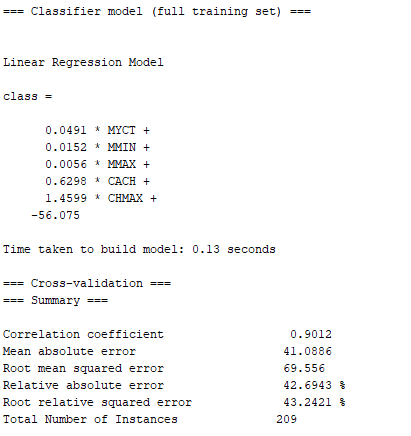 === Classifier model (full training set) ===
Linear Regression Model
class =
0.0491 * MYCT +
0.0152 * MMIN +
0.0056 * MMAX +
0.6298 * CACH +
1.4599 * CHMAX +
-56.075
Time taken to build model: 0.13 seconds
=== Cross-validation ===
=== Summary ===
Correlation coefficient 0.9012
Mean absolute error 41.0886
Root mean squared error 69.556
Relative absolute error 42.6943 %
Root relative squared error 43.2421 %
Total Number of Instances 209